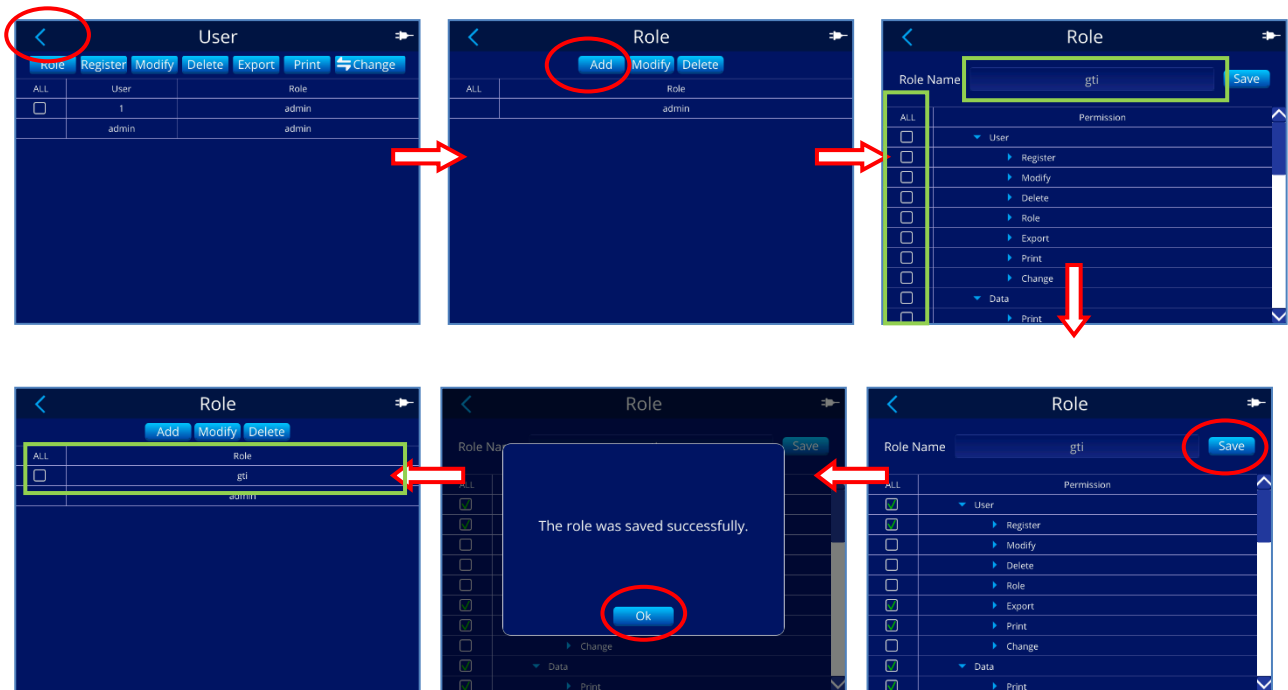 User
Role Register Modify Delete Export Print Change
ALL User Role
1 admin
admin admin
Role
Add Modify Delete
ALL Role
admin
Role
Role Name gti Save
ALL Permission
User
Register
Modify
Delete
Role
Export
Print
Change
Data
Print
Role
Add Modify Delete
ALL Role
gti
admin
Role
Role Nam Save
ALL
The role was saved successfully.
Ok
Change
Data
Print
Role
Role Name gti Save
ALL Permission
User
Register
Modify
Delete
Role
Export
Print
Change
Data
Print